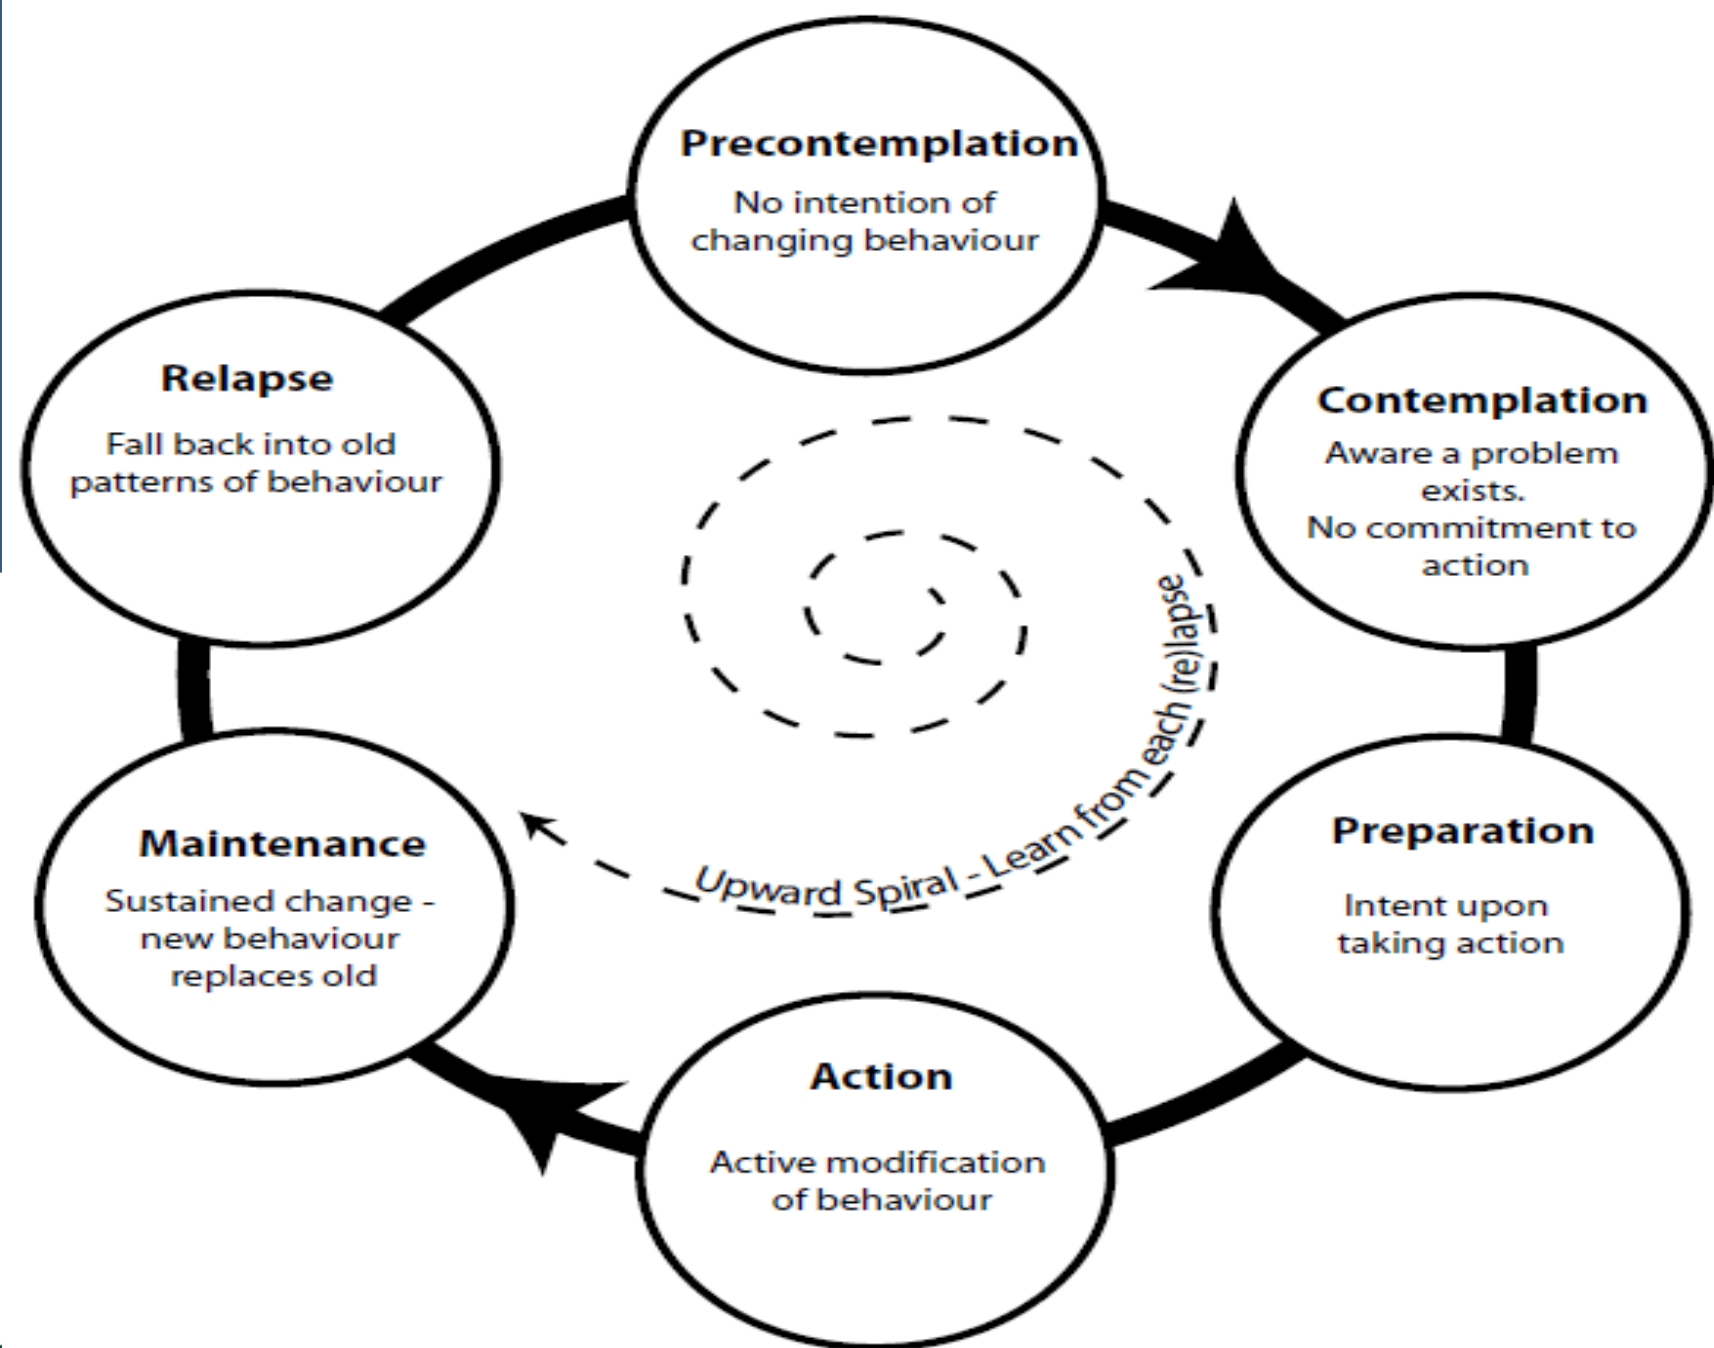 Precontemplation
No intention of
changing behaviour
Contemplation
Aware a problem
exists.
No commitment to
action
Preparation
Intent upon
taking action
Action
Active modification
of behaviour
Maintenance
Sustained change -
new behaviour
replaces old
Relapse
Fall back into old
patterns of behaviour
Upward Spiral - Learn from each (re)lapse